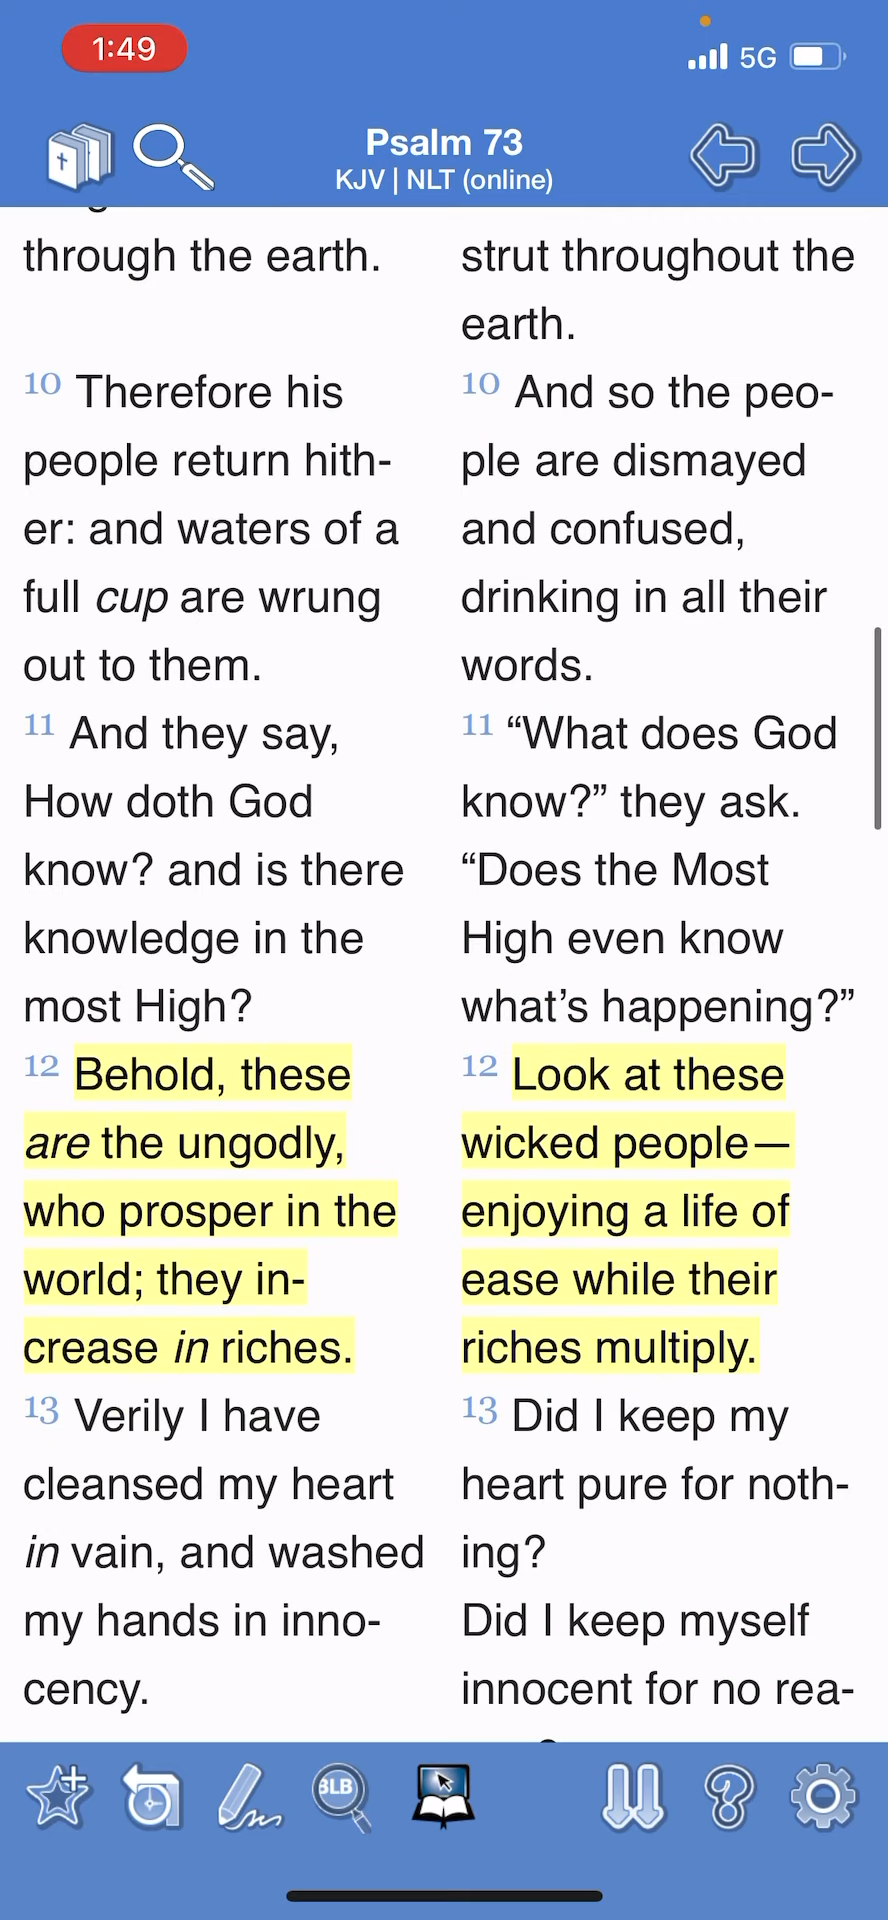 1:49
5G
Psalm 73
KJV | NLT (online)
through the earth.
10 Therefore his
people return hith-
er: and waters of a
full cup are wrung
out to them.
11 And they say,
How doth God
know? and is there
knowledge in the
most High?
12 Behold, these
are the ungodly,
who prosper in the
world; they in-
crease in riches.
13 Verily I have
cleansed my heart
in vain, and washed
my hands in inno-
cency.
strut throughout the
earth.
10 And so the peo-
ple are dismayed
and confused,
drinking in all their
words.
11 “What does God
know?” they ask.
“Does the Most
High even know
what’s happening?”
12 Look at these
wicked people—
enjoying a life of
ease while their
riches multiply.
13 Did I keep my
heart pure for noth-
ing?
Did I keep myself
innocent for no rea-
BLB